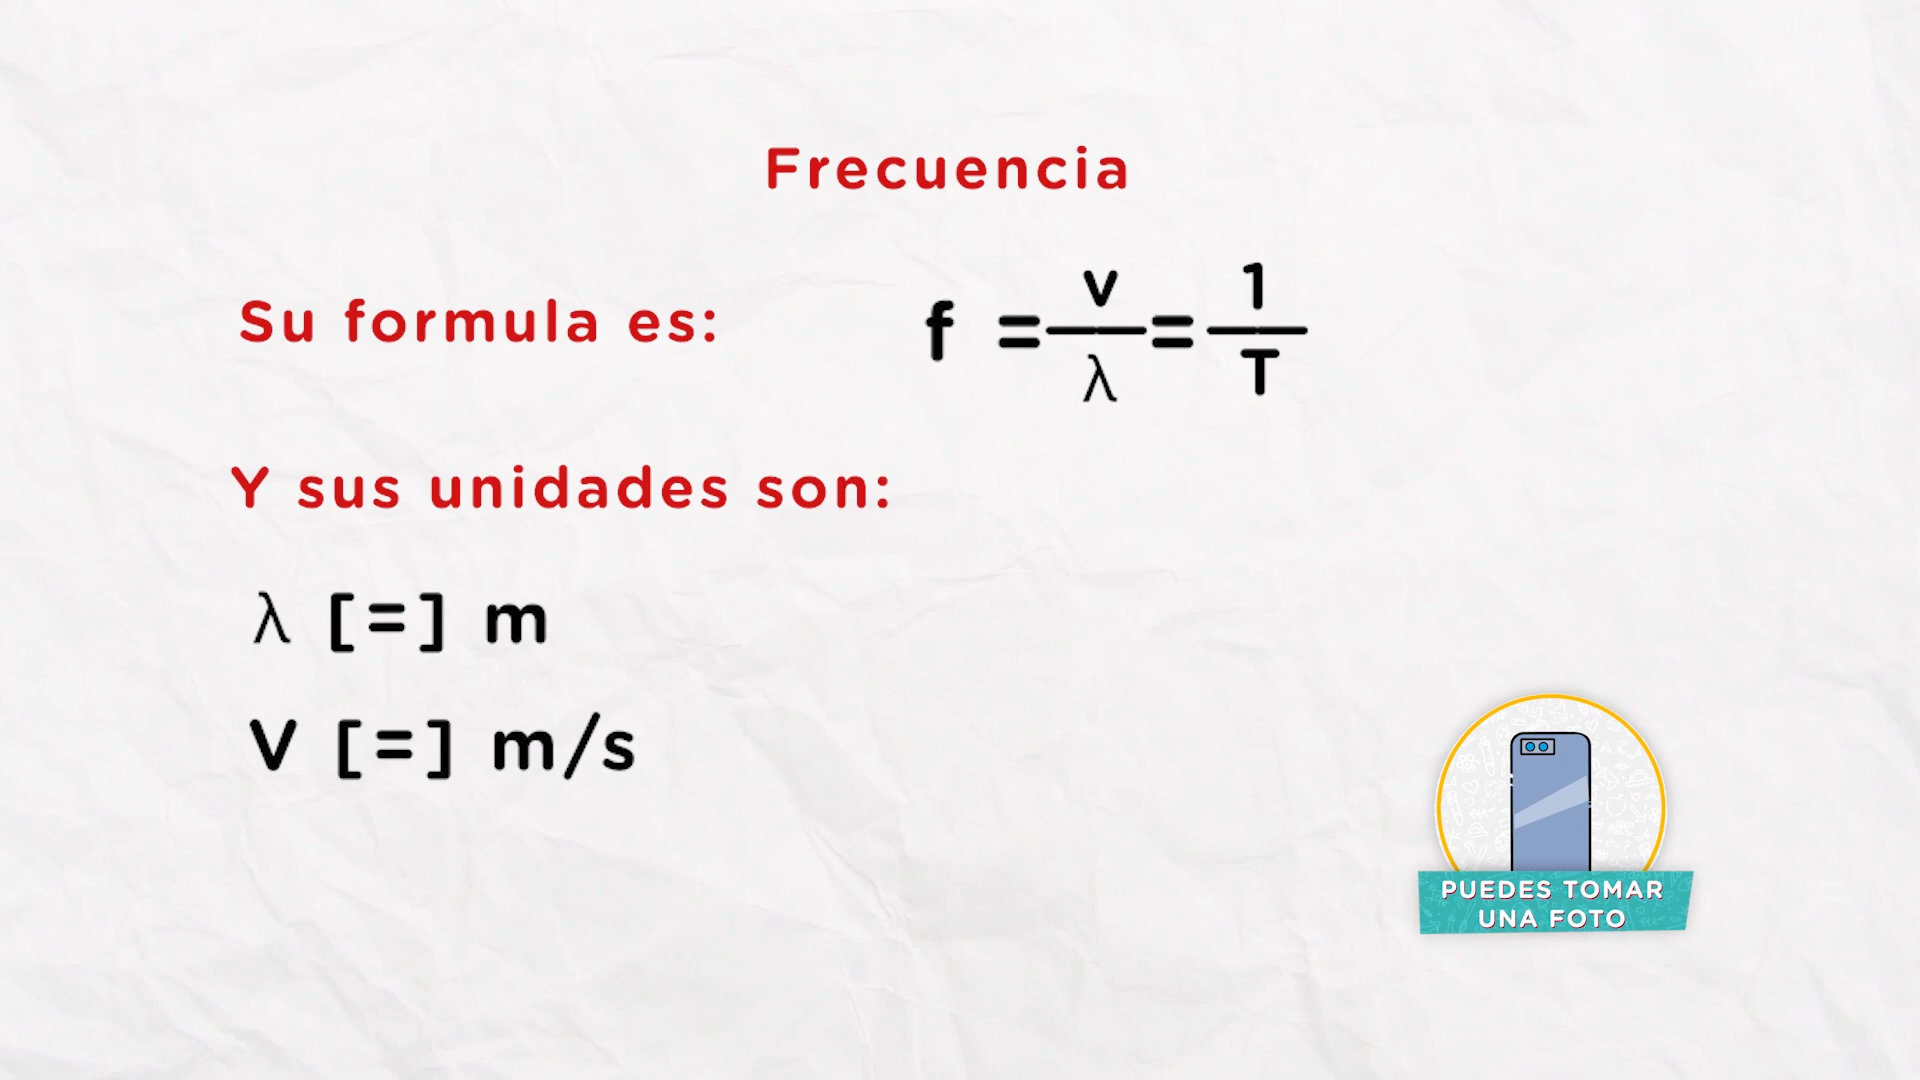 Frecuencia
Su formula es:
f = v/λ = 1/T
Y sus unidades son:
λ [=] m
V [=] m/s
PUEDES TOMAR
UNA FOTO